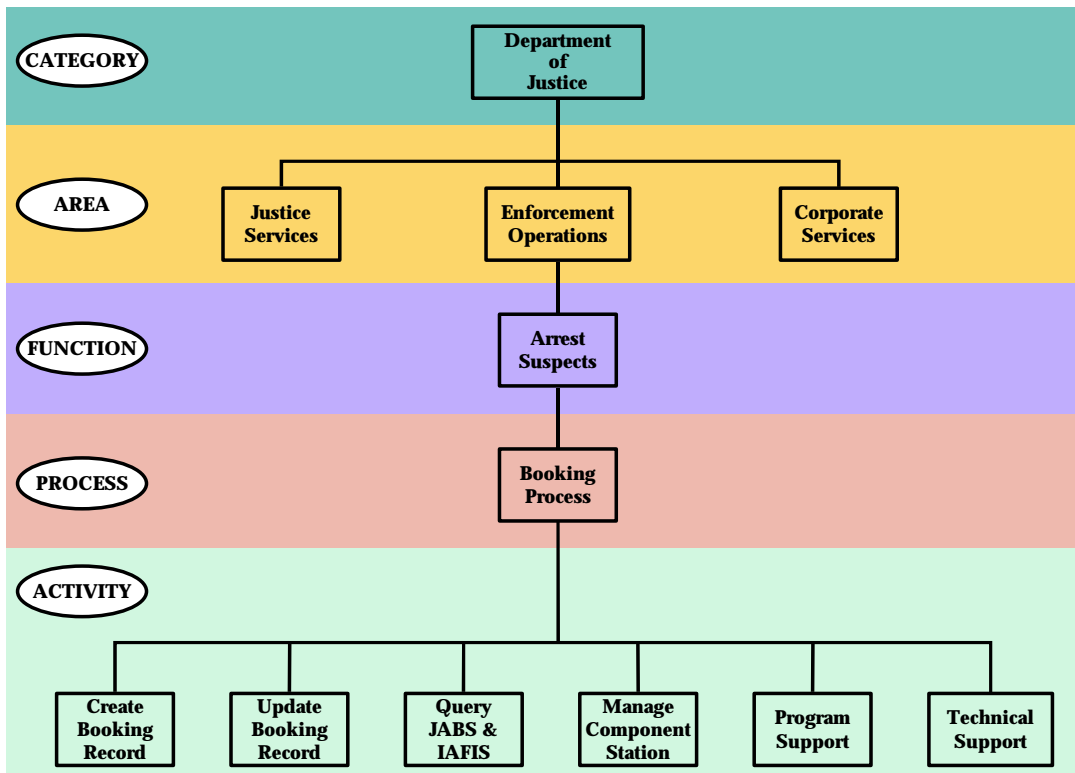 CATEGORY
Department
of
Justice
AREA
Justice
Services
Enforcement
Operations
Corporate
Services
FUNCTION
Arrest
Suspects
PROCESS
Booking
Process
ACTIVITY
Create
Booking
Record
Update
Booking
Record
Query
JABS &
IAFIS
Manage
Component
Station
Program
Support
Technical
Support